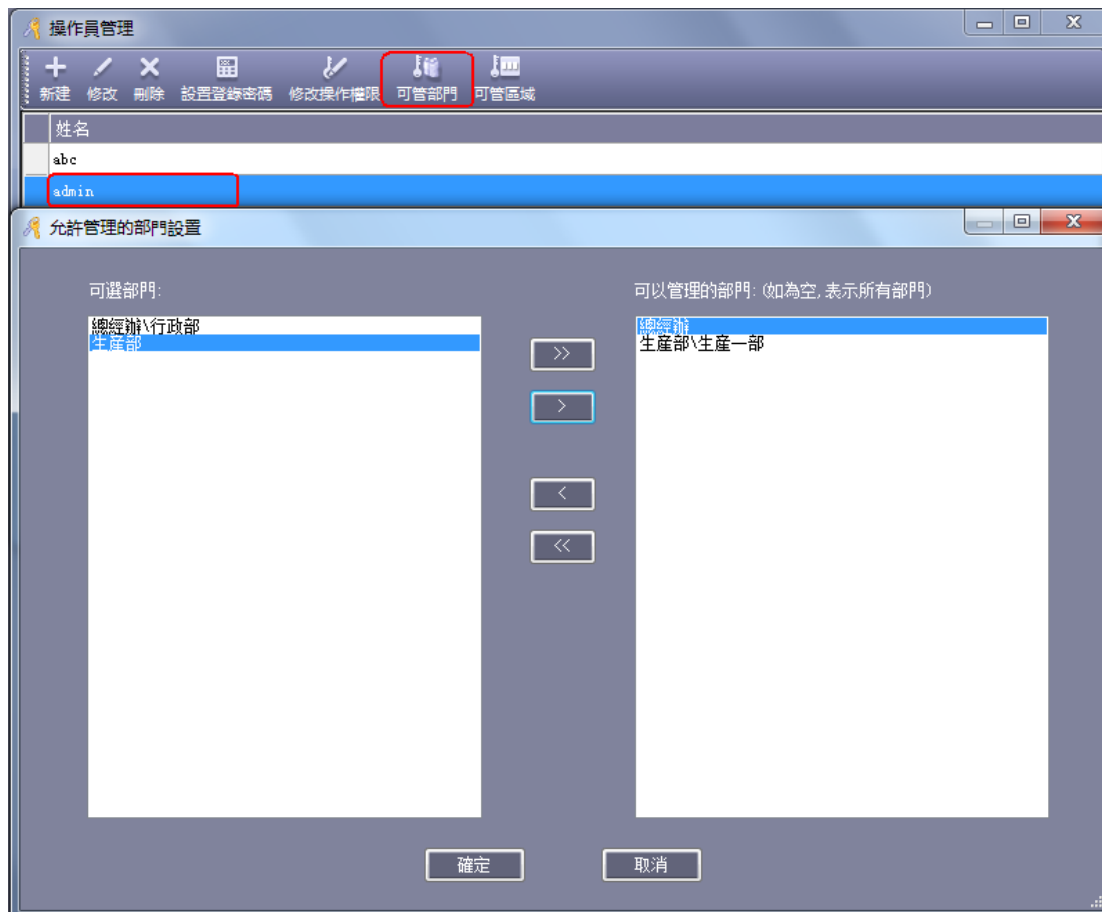 操作員管理
新建 修改 刪除 設置登錄密碼 修改操作權限 可管部門 可管區域
姓名
abc
admin
允許管理的部門設置
可選部門:
可以管理的部門: (如為空, 表示所有部門)
總經辦\行政部
生產部
總經辦
生產部\生產一部
>>
>
<
<<
確定
取消